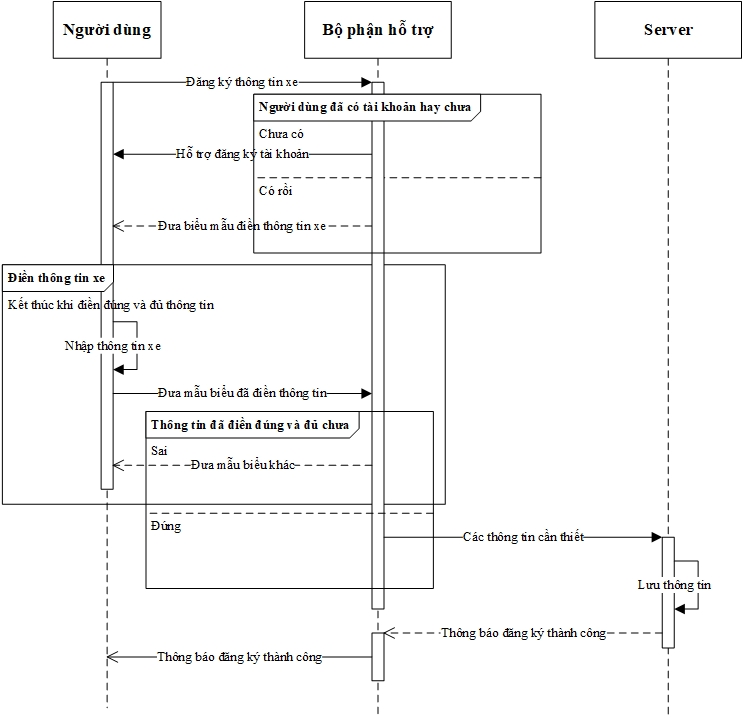 Người dùng
Bộ phận hỗ trợ
Server
Đăng ký thông tin xe
Người dùng đã có tài khoản hay chưa
Chưa có
Hỗ trợ đăng ký tài khoản
Có rồi
Đưa biểu mẫu điền thông tin xe
Điền thông tin xe
Kết thúc khi điền đúng và đủ thông tin
Nhập thông tin xe
Đưa mẫu biểu đã điền thông tin
Thông tin đã điền đúng và đủ chưa
Sai
Đưa mẫu biểu khác
Đúng
Các thông tin cần thiết
Lưu thông tin
Thông báo đăng ký thành công
Thông báo đăng ký thành công